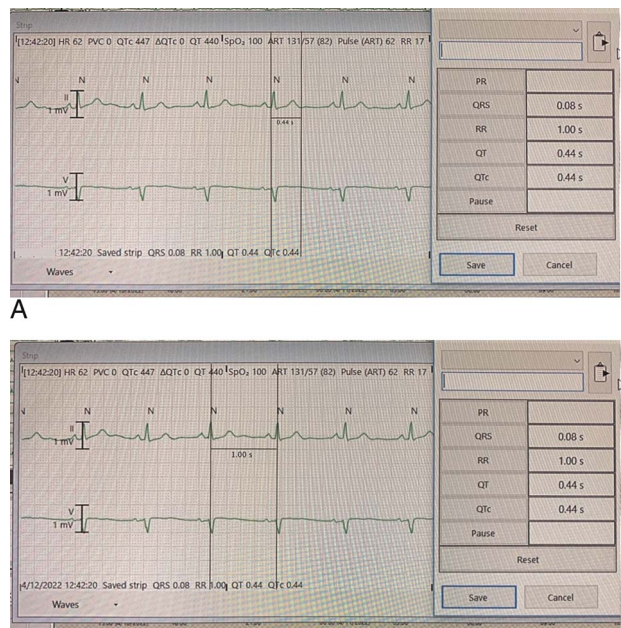 Strip
[12:42:20] HR 62 PVC 0 QTc 447 ΔQTc 0 QT 440 SpO₂ 100 ART 131/57 (82) Pulse (ART) 62 RR 17
N N N N N N N
II
1 mV
0.44 s
V
1 mV
12:42:20 Saved strip QRS 0.08 RR 1.00 QT 0.44 QTc 0.44
Waves
PR
QRS 0.08 s
RR 1.00 s
QT 0.44 s
QTc 0.44 s
Pause
Reset
Save Cancel
A
Strip
[12:42:20] HR 62 PVC 0 QTc 447 ΔQTc 0 QT 440 SpO₂ 100 ART 131/57 (82) Pulse (ART) 62 RR 17
N N N N N N N
II
1 mV
1.00 s
V
1 mV
4/12/2022 12:42:20 Saved strip QRS 0.08 RR 1.00 QT 0.44 QTc 0.44
Waves
PR
QRS 0.08 s
RR 1.00 s
QT 0.44 s
QTc 0.44 s
Pause
Reset
Save Cancel